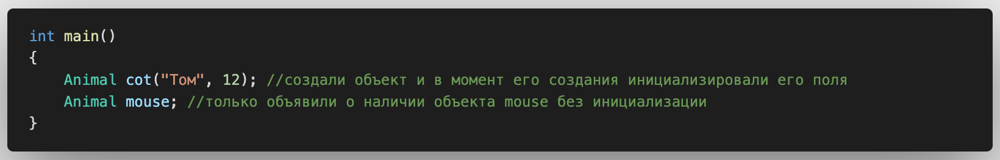 int main()
{
    Animal cot("Том", 12); //создали объект и в момент его создания инициализировали его поля
    Animal mouse; //только объявили о наличии объекта mouse без инициализации
}